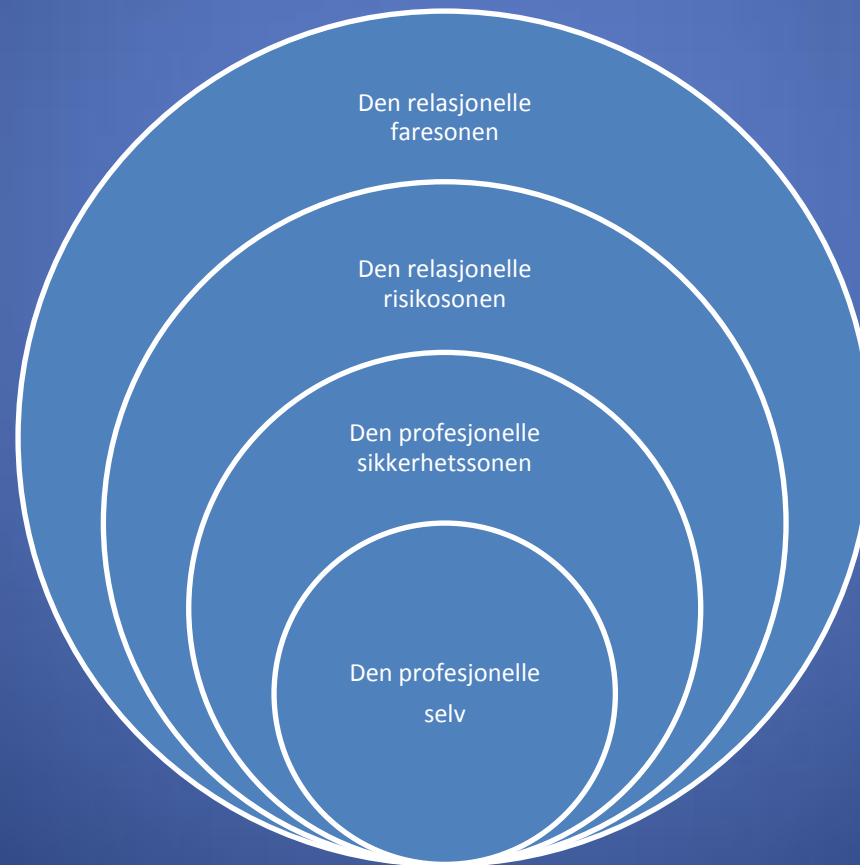 Den relasjonelle
faresonen
Den relasjonelle
risikosonen
Den profesjonelle
sikkerhetssonen
Den profesjonelle
selv